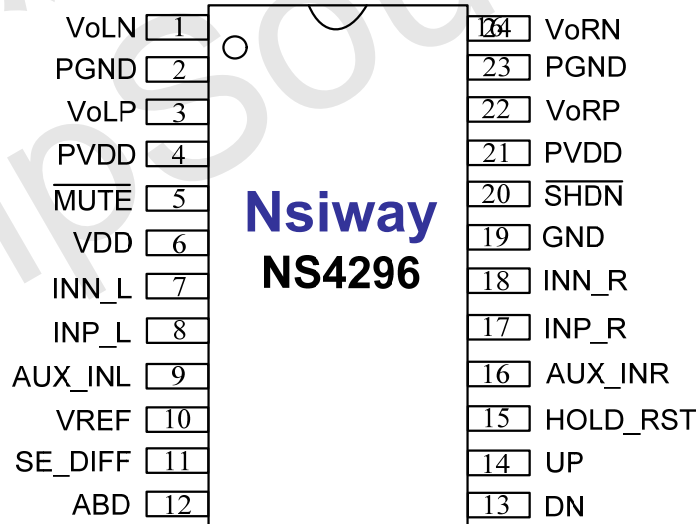 VoLN 1 24 VoRN
PGND 2 23 PGND
VoLP 3 22 VoRP
PVDD 4 21 PVDD
MUTE 5 20 SHDN
VDD 6 19 GND
INN_L 7 18 INN_R
INP_L 8 17 INP_R
AUX_INL 9 16 AUX_INR
VREF 10 15 HOLD_RST
SE_DIFF 11 14 UP
ABD 12 13 DN
Nsiway
NS4296